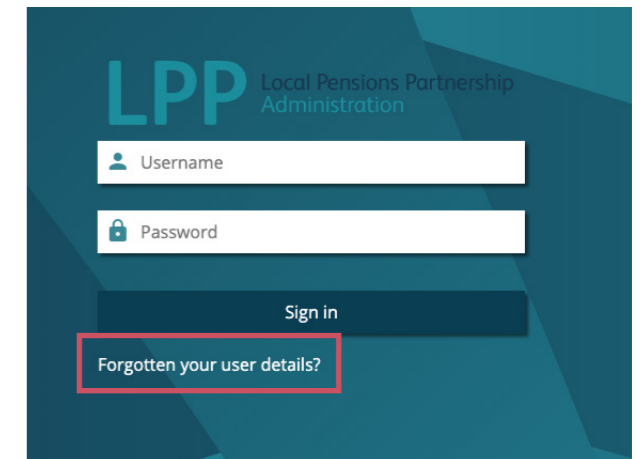 LPP Local Pensions Partnership
Administration
Username
Password
Sign in
Forgotten your user details?